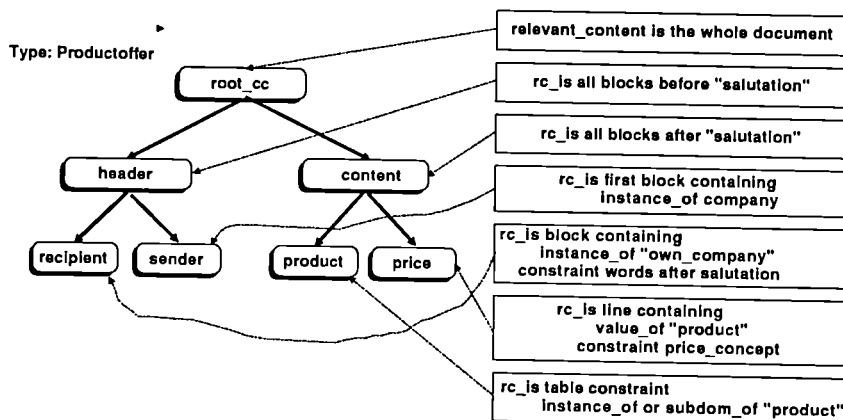 Type: Productoffer
root_cc
header
content
recipient
sender
product
price
relevant_content is the whole document
rc_is all blocks before "salutation"
rc_is all blocks after "salutation"
rc_is first block containing
instance_of company
rc_is block containing
instance_of "own_company"
constraint words after salutation
rc_is line containing
value_of "product"
constraint price_concept
rc_is table constraint
instance_of or subdom_of "product"